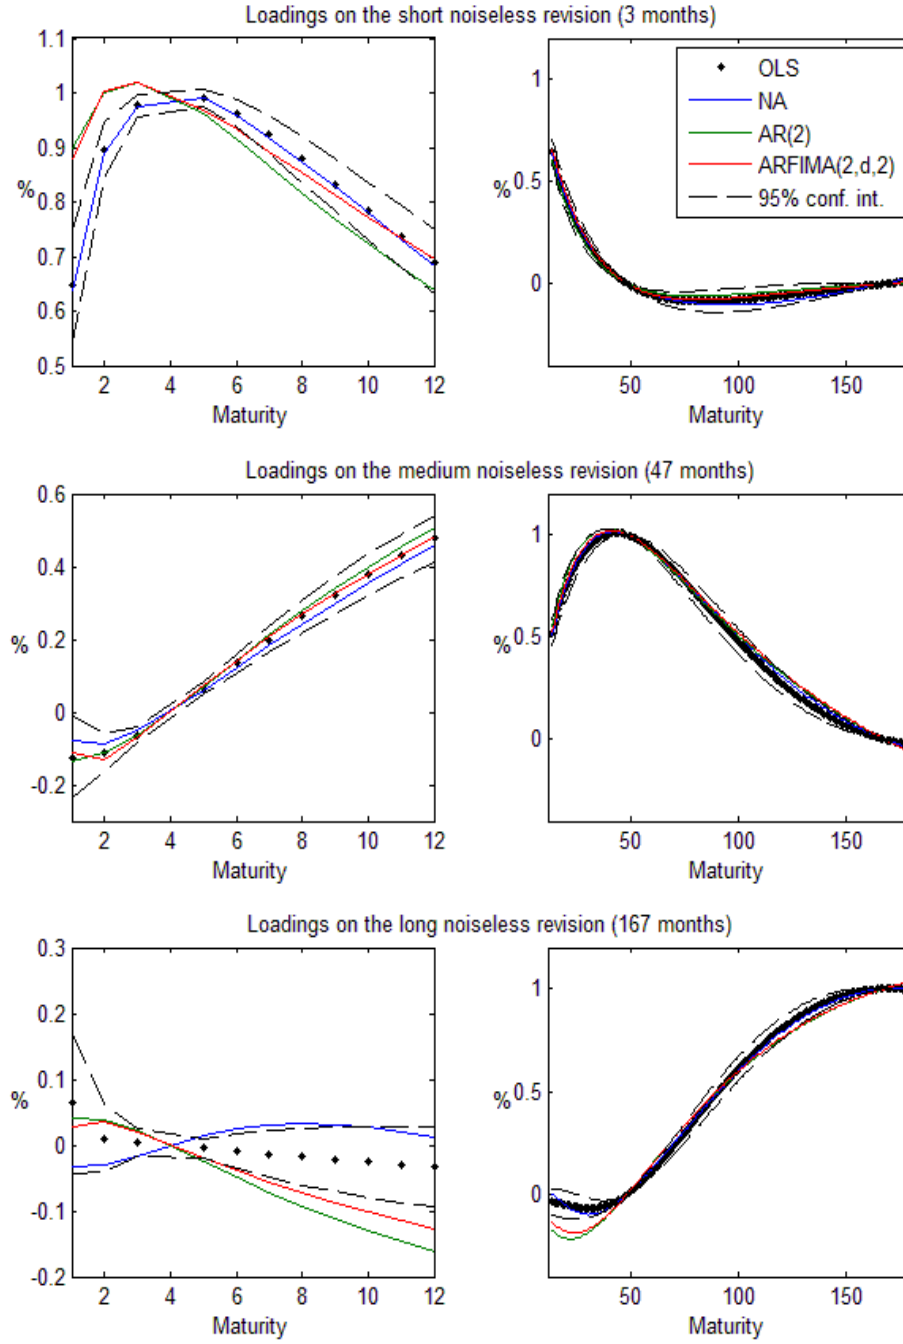 Loadings on the short noiseless revision (3 months)
1.1
1
0.9
0.8
%
0.7
0.6
0.5
2 4 6 8 10 12
Maturity
1
0.5
%
0
50 100 150
Maturity
OLS
NA
AR(2)
ARFIMA(2,d,2)
95% conf. int.
Loadings on the medium noiseless revision (47 months)
0.6
0.4
0.2
%
0
-0.2
2 4 6 8 10 12
Maturity
1
0.5
%
0
50 100 150
Maturity
Loadings on the long noiseless revision (167 months)
0.3
0.2
0.1
%
0
-0.1
-0.2
2 4 6 8 10 12
Maturity
1
0.5
%
0
50 100 150
Maturity